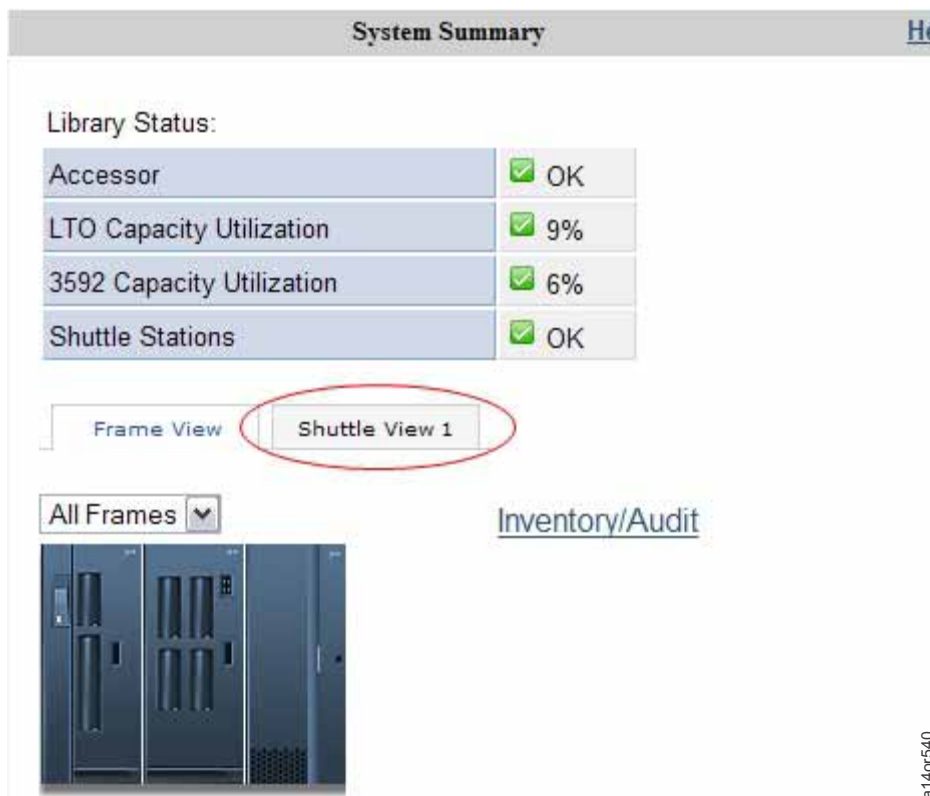 System Summary He
Library Status:
Accessor OK
LTO Capacity Utilization 9%
3592 Capacity Utilization 6%
Shuttle Stations OK
Frame View Shuttle View 1
All Frames Inventory/Audit
a14or540